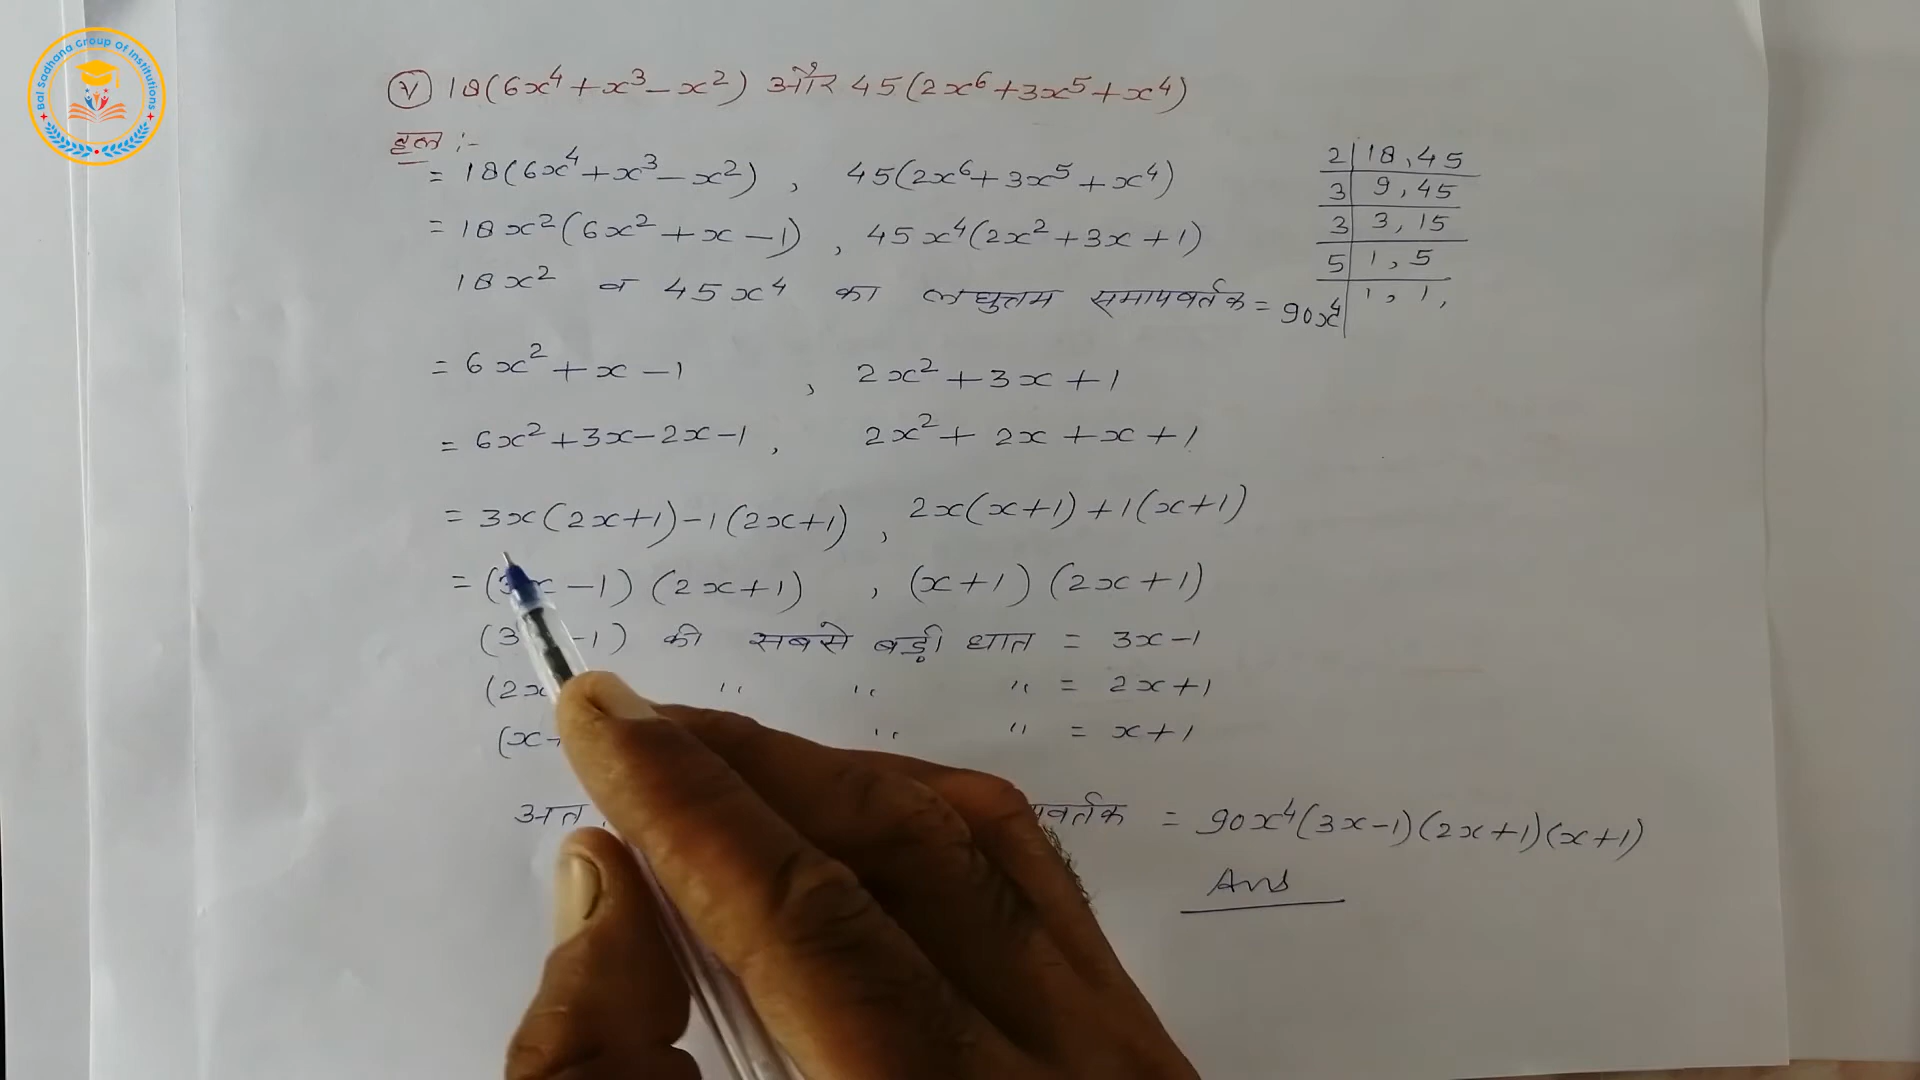 Bal Sadhana Group Of Institutions
(V) 18(6x⁴+x³-x²) और 45(2x⁶+3x⁵+x⁴)
हल :-
= 18(6x⁴+x³-x²) , 45(2x⁶+3x⁵+x⁴)
= 18x²(6x²+x-1) , 45x⁴(2x²+3x+1)
18x² व 45x⁴ का लघुत्तम समापवर्तक = 90x⁴
2 | 18, 45
3 | 9, 45
3 | 3, 15
5 | 1, 5
| 1, 1,
= 6x²+x-1 , 2x²+3x+1
= 6x²+3x-2x-1 , 2x²+2x+x+1
= 3x(2x+1)-1(2x+1) , 2x(x+1)+1(x+1)
= (3x-1) (2x+1) , (x+1) (2x+1)
(3 -1) की सबसे बड़ी घात = 3x-1
(2x " " " = 2x+1
(x " " = x+1
अत = 90x⁴(3x-1)(2x+1)(x+1)
Ans